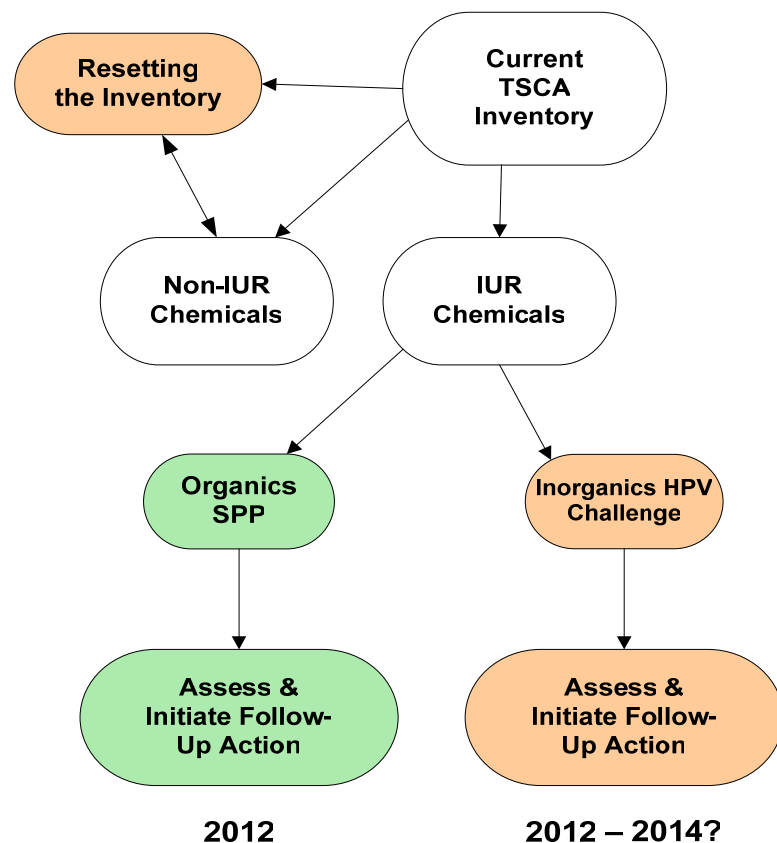 Resetting
the Inventory
Current
TSCA
Inventory
Non-IUR
Chemicals
IUR
Chemicals
Organics
SPP
Inorganics HPV
Challenge
Assess &
Initiate Follow-
Up Action
Assess &
Initiate Follow-
Up Action
2012
2012 – 2014?